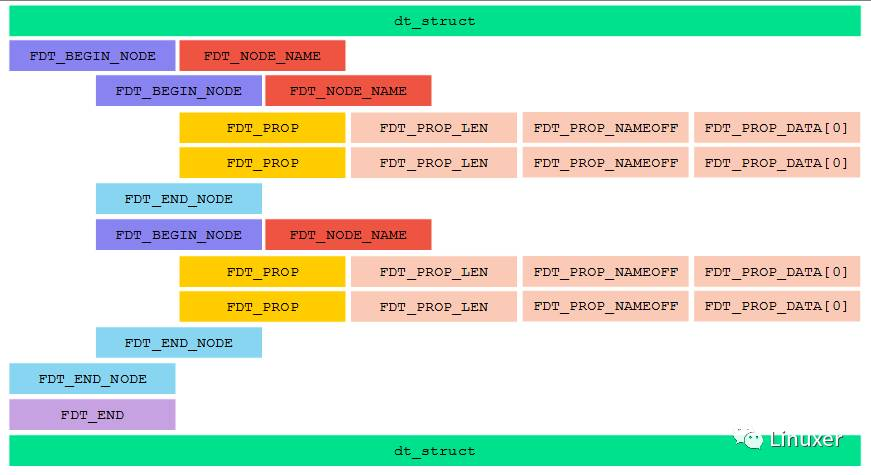 dt_struct
FDT_BEGIN_NODE FDT_NODE_NAME
FDT_BEGIN_NODE FDT_NODE_NAME
FDT_PROP FDT_PROP_LEN FDT_PROP_NAMEOFF FDT_PROP_DATA[0]
FDT_PROP FDT_PROP_LEN FDT_PROP_NAMEOFF FDT_PROP_DATA[0]
FDT_END_NODE
FDT_BEGIN_NODE FDT_NODE_NAME
FDT_PROP FDT_PROP_LEN FDT_PROP_NAMEOFF FDT_PROP_DATA[0]
FDT_PROP FDT_PROP_LEN FDT_PROP_NAMEOFF FDT_PROP_DATA[0]
FDT_END_NODE
FDT_END_NODE
FDT_END
Linuxer
dt_struct